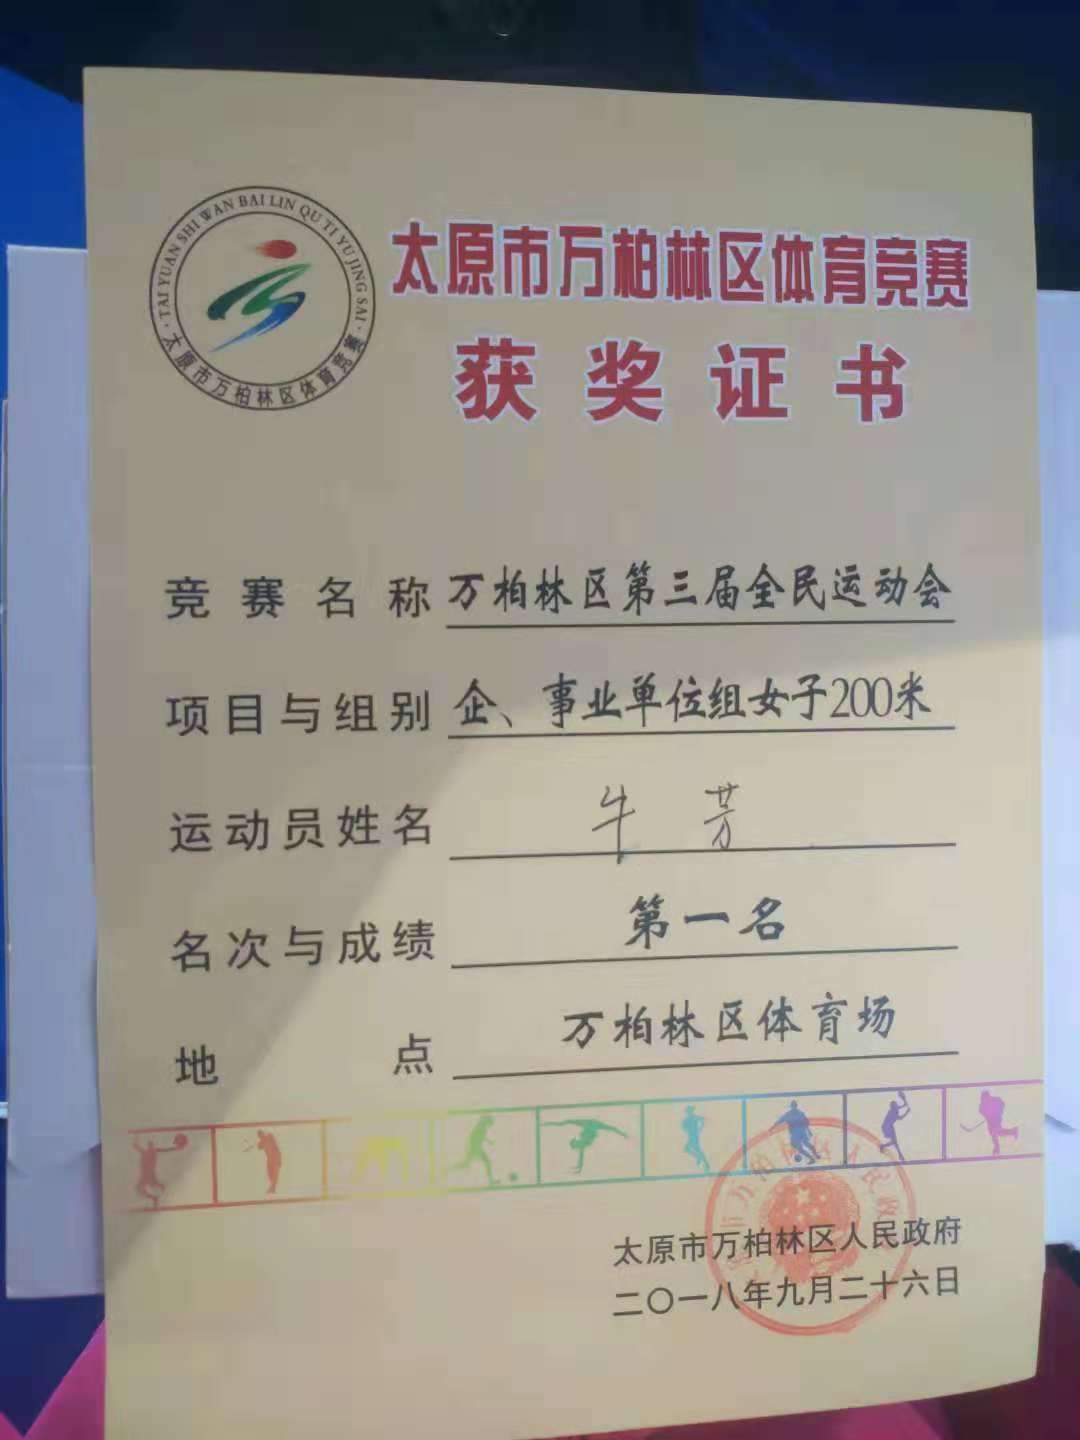 TAI YUAN SHI WAN BAI LIN QU TI YU JING SAI
太原市万柏林区体育竞赛
太原市万柏林区体育竞赛
获奖证书
竞赛名称 万柏林区第三届全民运动会
项目与组别 企、事业单位组女子200米
运动员姓名 牛芳
名次与成绩 第一名
地点 万柏林区体育场
太原市万柏林区人民政府
二〇一八年九月二十六日